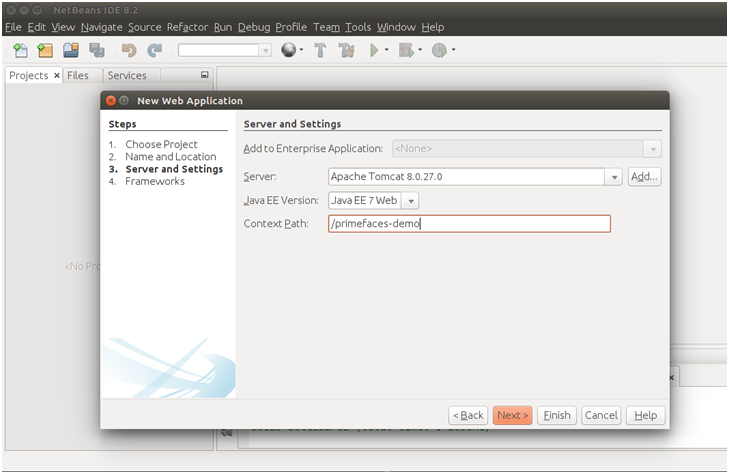 NetBeans IDE 8.2
File Edit View Navigate Source Refactor Run Debug Profile Team Tools Window Help
Projects Files Services
New Web Application
Steps
1. Choose Project
2. Name and Location
3. Server and Settings
4. Frameworks
Server and Settings
Add to Enterprise Application: <None>
Server: Apache Tomcat 8.0.27.0 Add...
Java EE Version: Java EE 7 Web
Context Path: /primefaces-demo
<No Pro
< Back Next > Finish Cancel Help